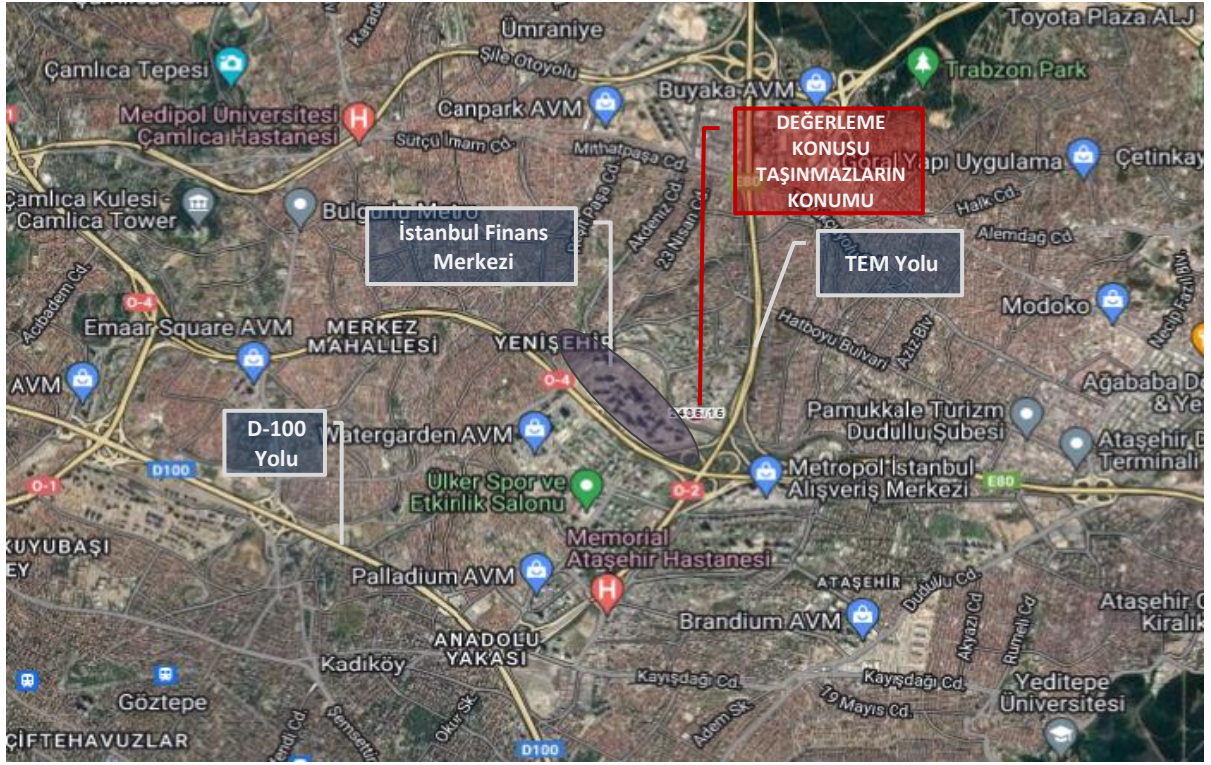 Toyota Plaza ALJ
Ümraniye
Çamlıca Tepesi
Şile Otoyolu
Trabzon Park
Buyaka AVM
Canpark AVM
Medipol Üniversitesi
Çamlıca Hastanesi
Sütçü İmam Cd.
Mithatpaşa Cd.
DEĞERLEME
KONUSU
TAŞINMAZLARIN
KONUMU
Göral Yapı Uygulama
Çetinkay
E80
Çamlıca Kulesi -
Camlica Tower
Bulgurlu Metro
Akdeniz Cd.
23 Nisan Cd.
Halk Cd.
Alemdağ Cd.
İstanbul Finans
Merkezi
TEM Yolu
Acıbadem Cd.
O-4
Emaar Square AVM
MERKEZ
MAHALLESİ
YENİŞEHİR
O-4
Modoko
Necip Fazıl
Hatboyu Bulvarı
Aziz Blv
AVM
Ağababa Dö
& Ye
Pamukkale Turizm
Dudullu Şubesi
D-100
Yolu
Watergarden AVM
Ataşehir D
Terminali
D100
Metropol İstanbul
Alışveriş Merkezi
E80
O-1
Ülker Spor ve
Etkinlik Salonu
O-2
KUYUBAŞI
EY
Memorial
Ataşehir Hastanesi
Palladium AVM
ATAŞEHİR
Dudullu Cd.
Brandium AVM
Akyazı Cd
Rumeli Cd.
Ataşehir O
Kiralık
ANADOLU
YAKASI
Kadıköy
Kayışdağı Cd.
Kayışdağı Cd.
Yeditepe
Üniversitesi
Göztepe
19 Mayıs Cd.
Adem Sk.
Okur Sk.
ÇİFTEHAVUZLAR
D100